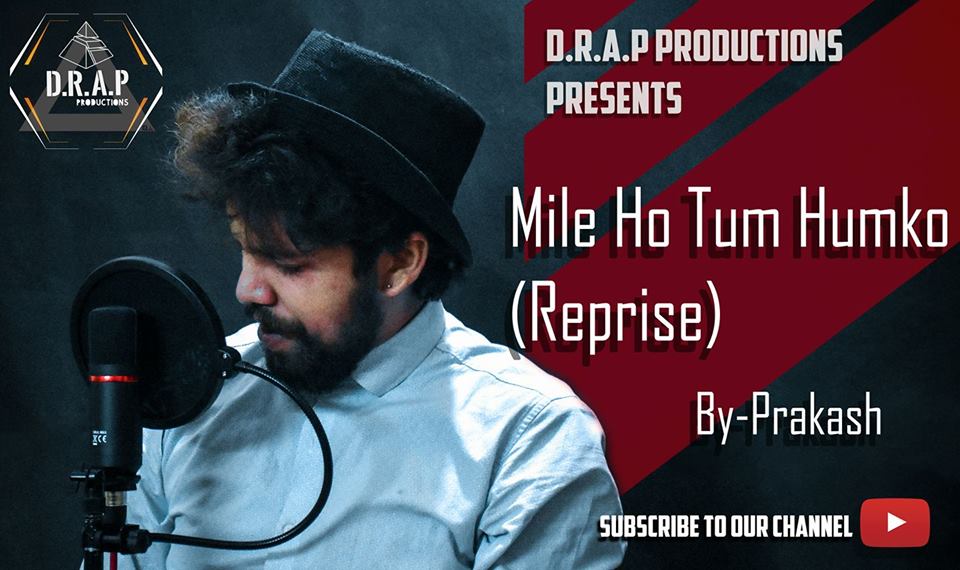 D.R.A.P
PRODUCTIONS
D.R.A.P PRODUCTIONS
PRESENTS
Mile Ho Tum Humko
(Reprise)
By-Prakash
SUBSCRIBE TO OUR CHANNEL